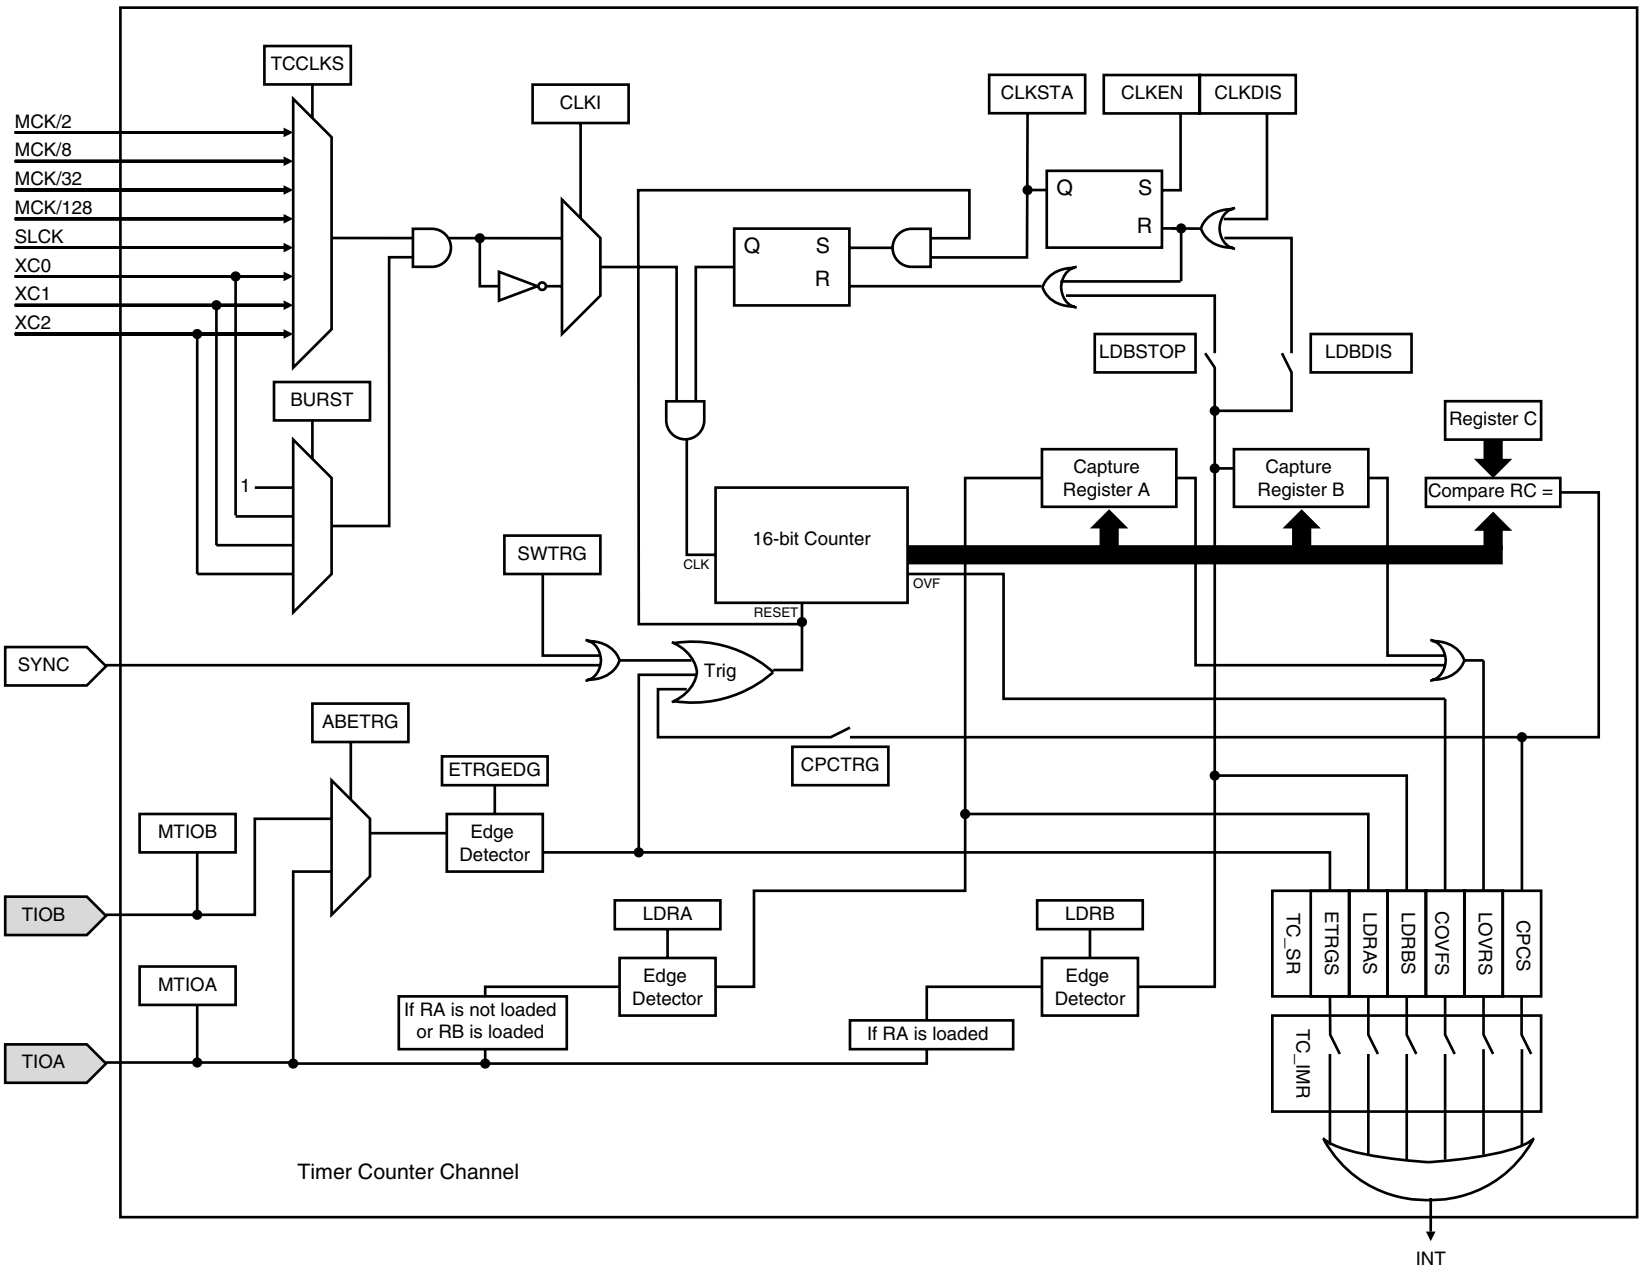 TCCLKS
CLKI
CLKSTA
CLKEN
CLKDIS
MCK/2
MCK/8
MCK/32
MCK/128
SLCK
XC0
XC1
XC2
Q
S
R
Q
S
R
LDBSTOP
LDBDIS
BURST
1
Register C
Capture
Register A
Capture
Register B
Compare RC =
16-bit Counter
CLK
OVF
RESET
SWTRG
SYNC
Trig
ABETRG
CPCTRG
ETRGEDG
MTIOB
Edge
Detector
TIOB
LDRA
LDRB
MTIOA
Edge
Detector
Edge
Detector
If RA is not loaded
or RB is loaded
If RA is loaded
TIOA
TC_SR
ETRGS
LDRAS
LDRBS
COVFS
LOVRS
CPCS
TC_IMR
Timer Counter Channel
INT